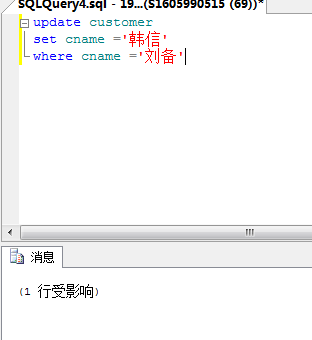 SQLQuery4.sql - 19...(S1605990515 (69))*
update customer
set cname ='韩信'
where cname ='刘备'
消息
(1 行受影响)